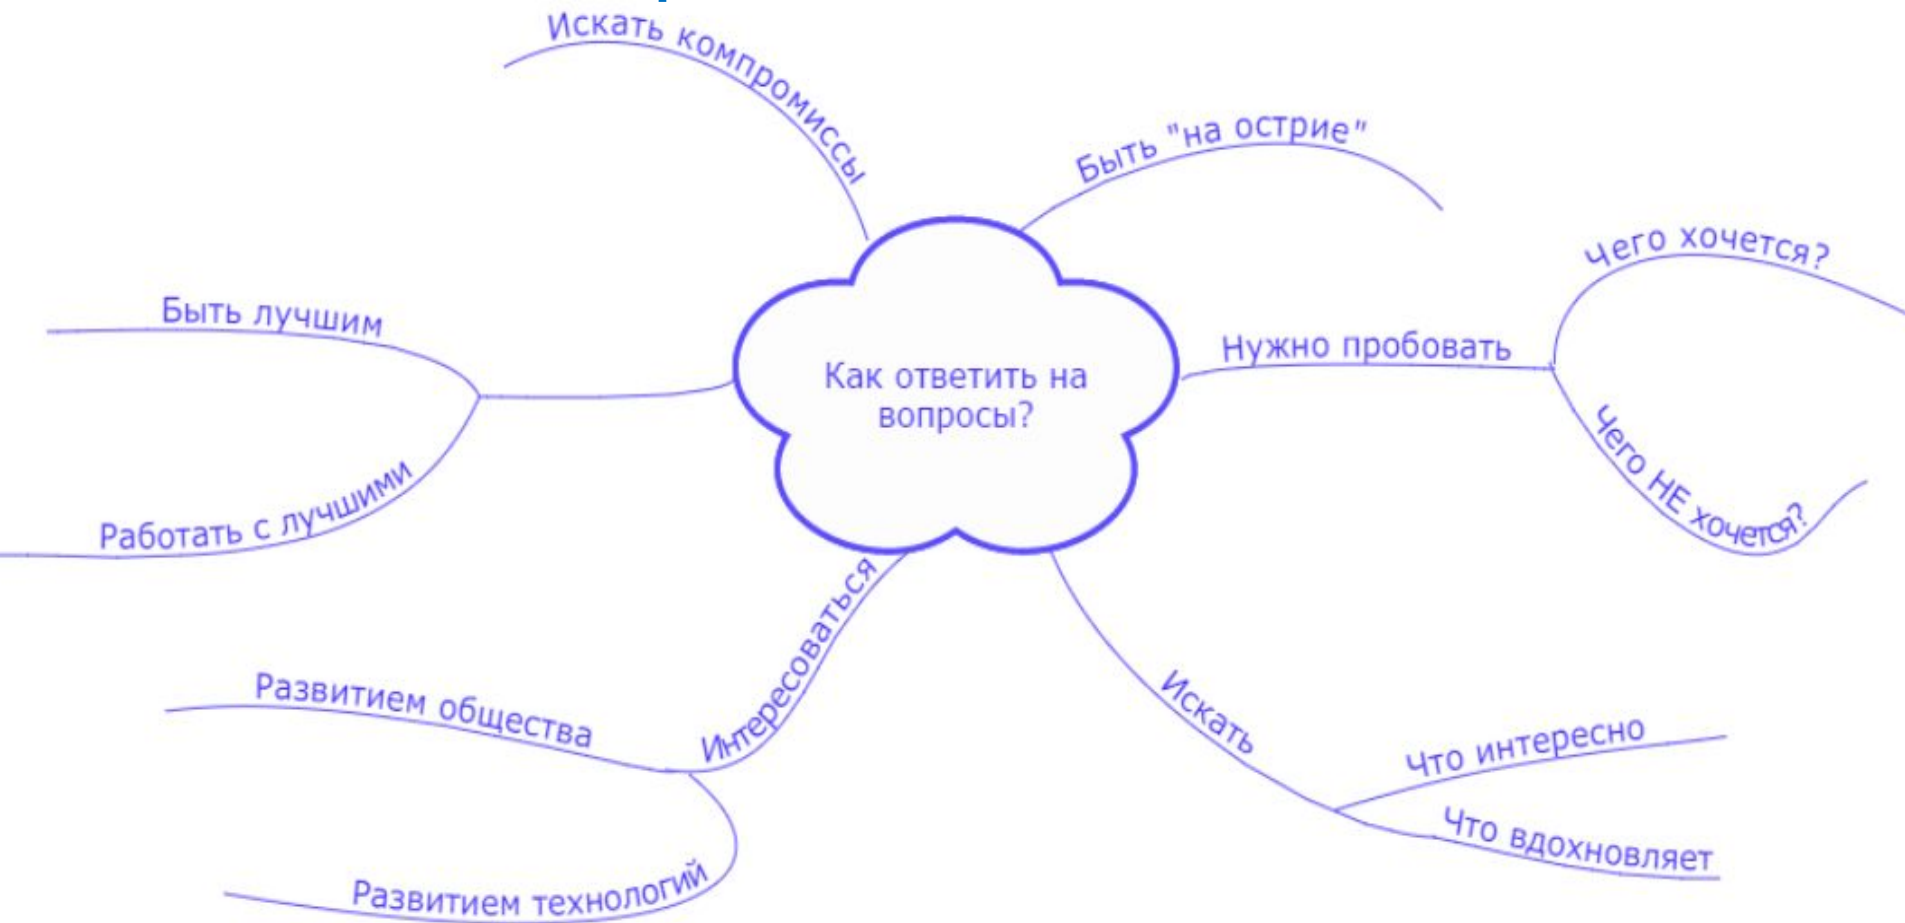 Искать компромиссы
Быть "на острие"
Чего хочется?
Быть лучшим
Нужно пробовать
Как ответить на
вопросы?
Чего НЕ хочется?
Работать с лучшими
Интересоваться
Развитием общества
Искать
Что интересно
Что вдохновляет
Развитием технологий